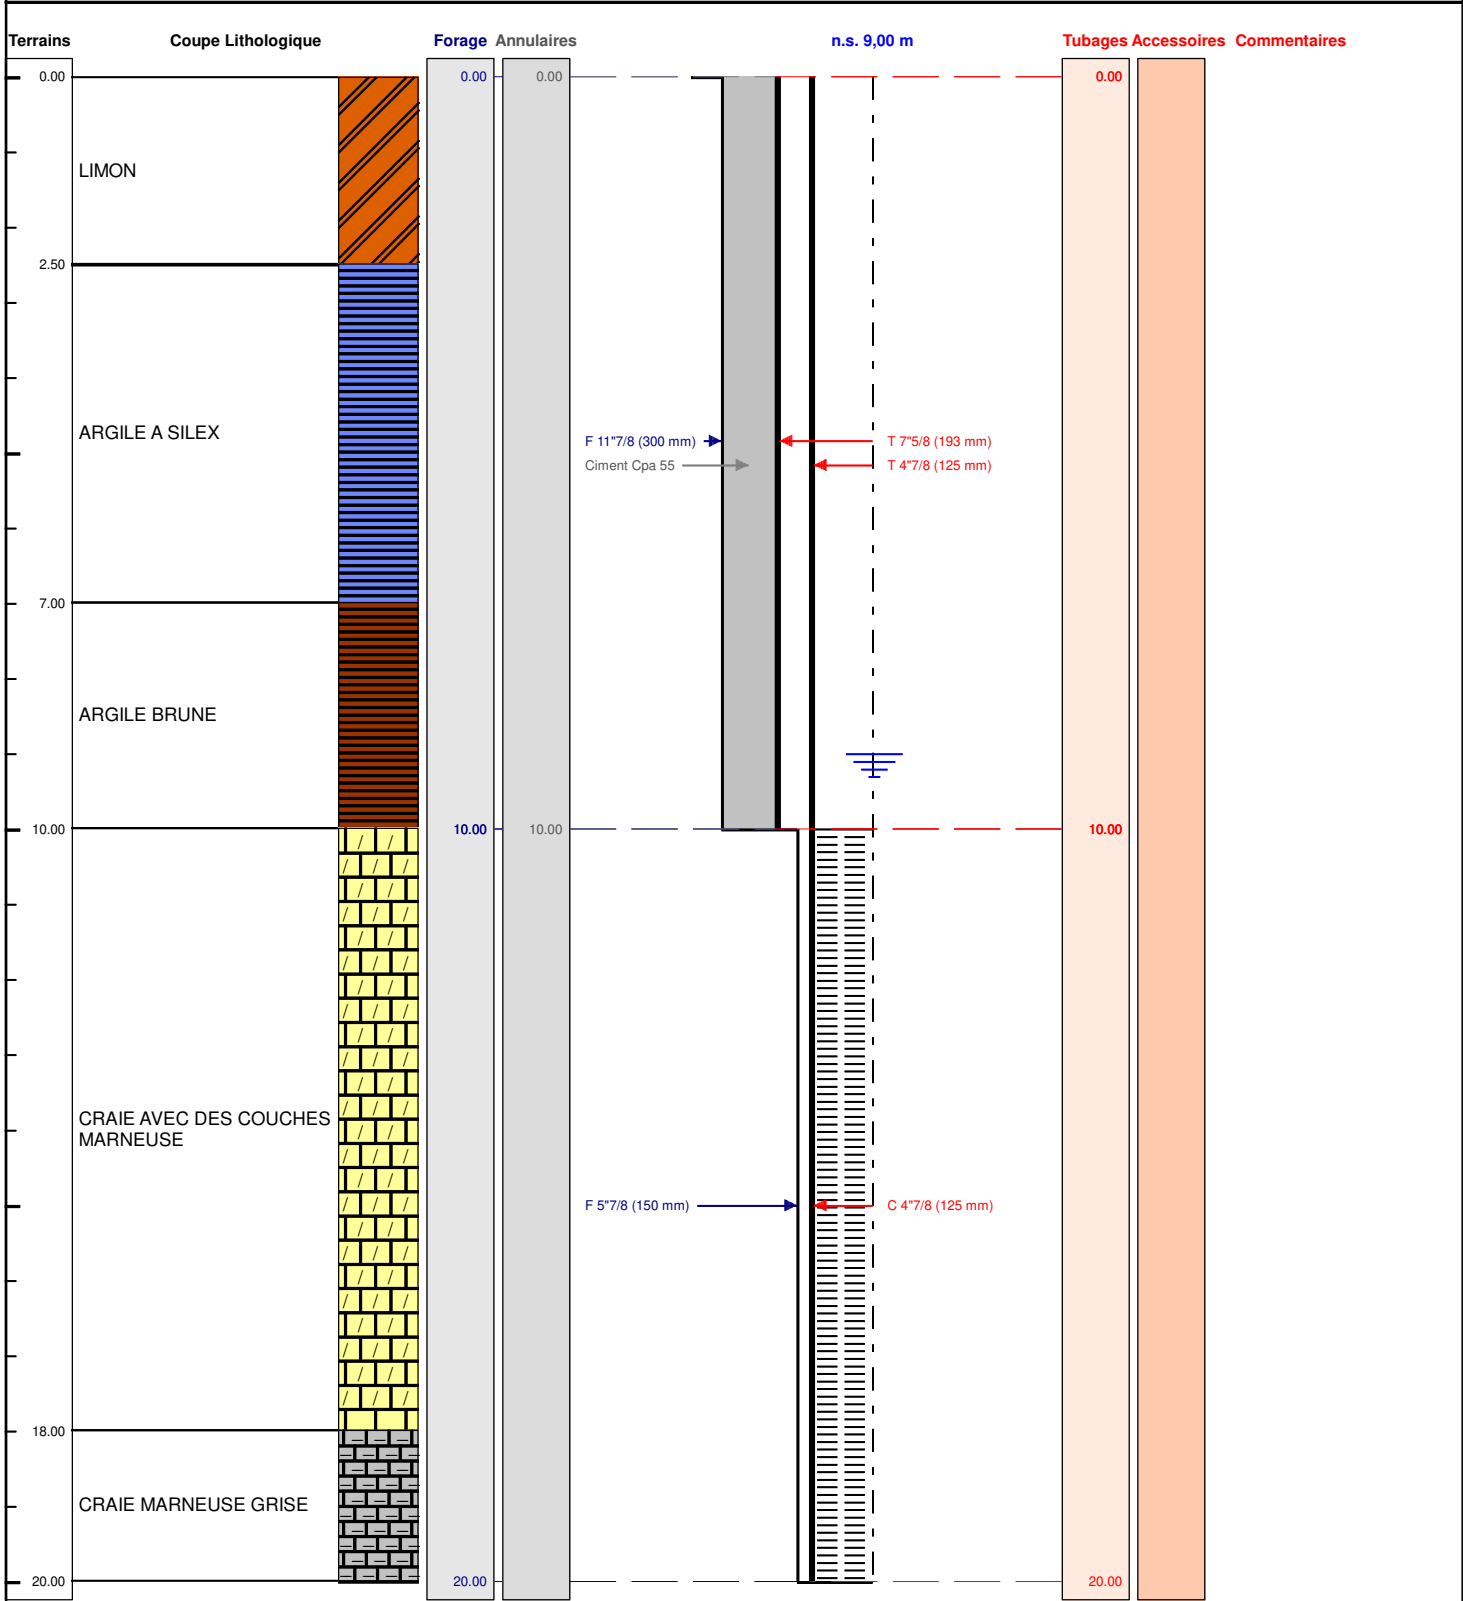 Terrains Coupe Lithologique Forage Annulaires n.s. 9,00 m Tubages Accessoires Commentaires
0.00 0.00 0.00 0.00
LIMON
2.50
ARGILE A SILEX
F 11"7/8 (300 mm) T 7"5/8 (193 mm)
Ciment Cpa 55 T 4"7/8 (125 mm)
7.00
ARGILE BRUNE
10.00 10.00 10.00 10.00
CRAIE AVEC DES COUCHES
MARNEUSE
F 5"7/8 (150 mm) C 4"7/8 (125 mm)
18.00
CRAIE MARNEUSE GRISE
20.00 20.00 20.00